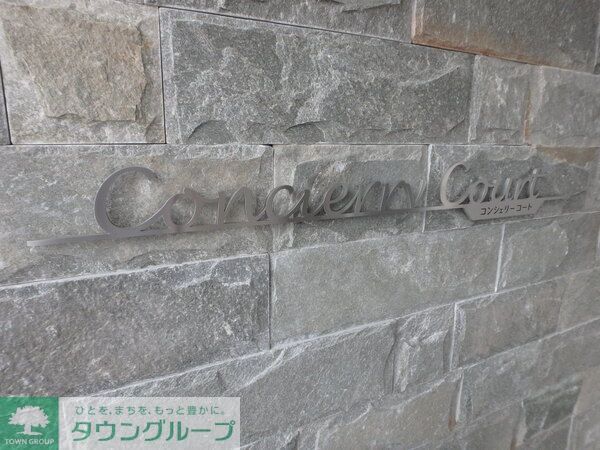 Concierry Court
コンシェリーコート
ひとを、まちを、もっと豊かに。
タウングループ
TOWN GROUP